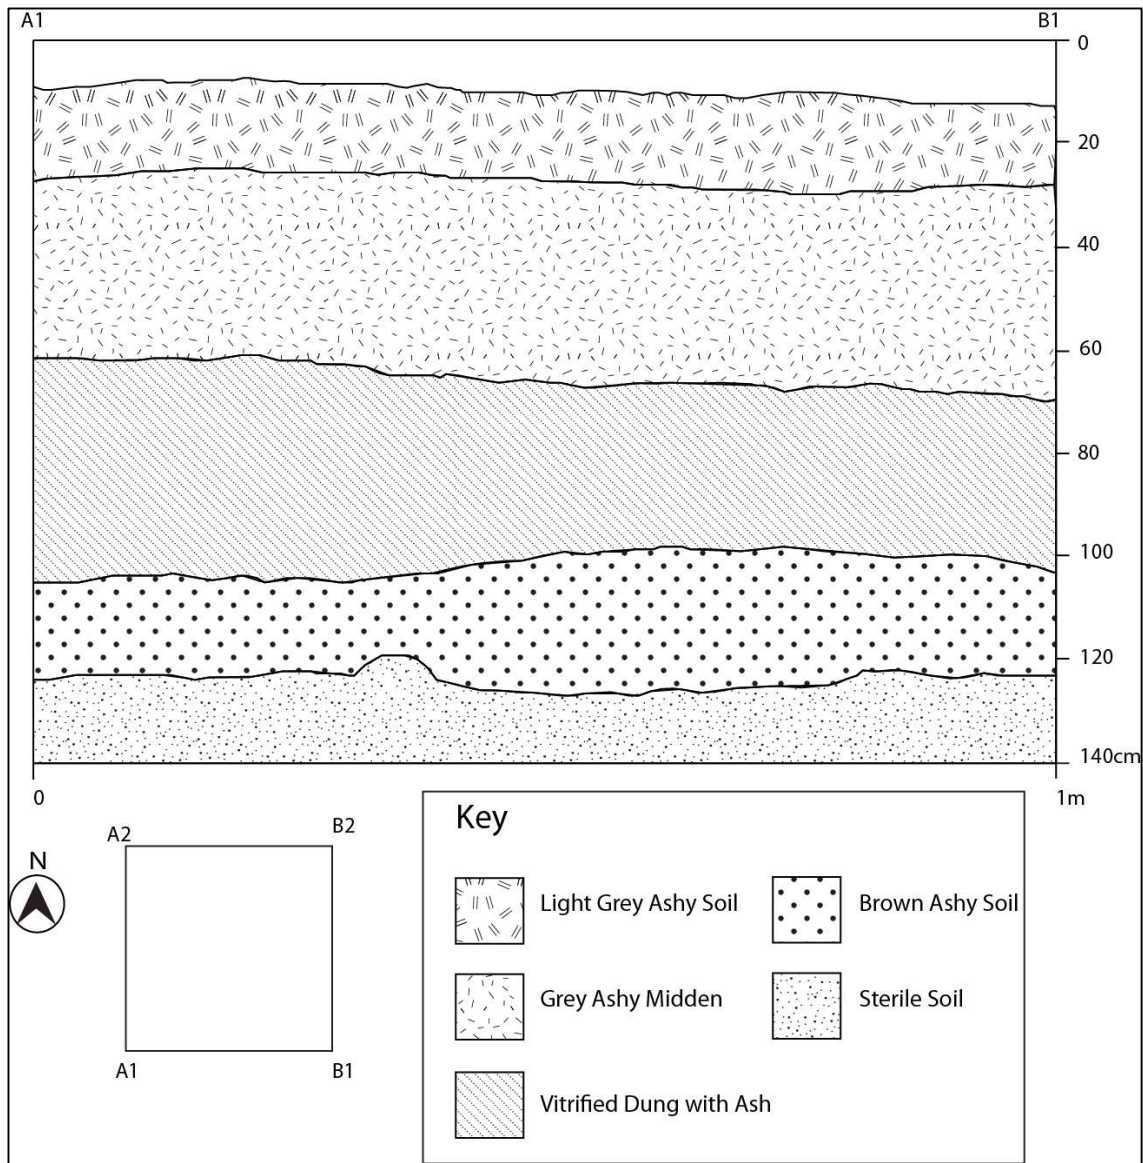 A1 B1
0
20
40
60
80
100
120
140cm
0 1m
A2 B2
N
A1 B1
Key
Light Grey Ashy Soil
Brown Ashy Soil
Grey Ashy Midden
Sterile Soil
Vitrified Dung with Ash